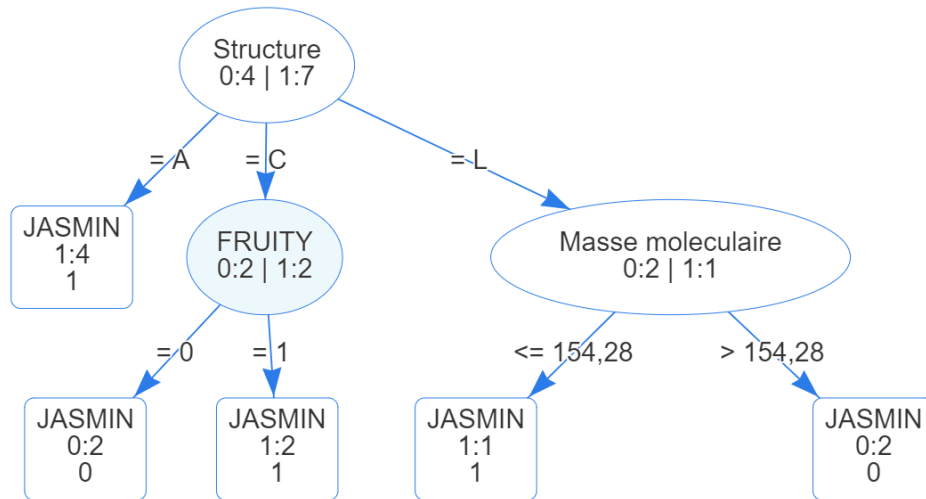 Structure
0:4 | 1:7
= A
= C
= L
JASMIN
1:4
1
FRUITY
0:2 | 1:2
Masse moleculaire
0:2 | 1:1
= 0
= 1
<= 154,28
> 154,28
JASMIN
0:2
0
JASMIN
1:2
1
JASMIN
1:1
1
JASMIN
0:2
0